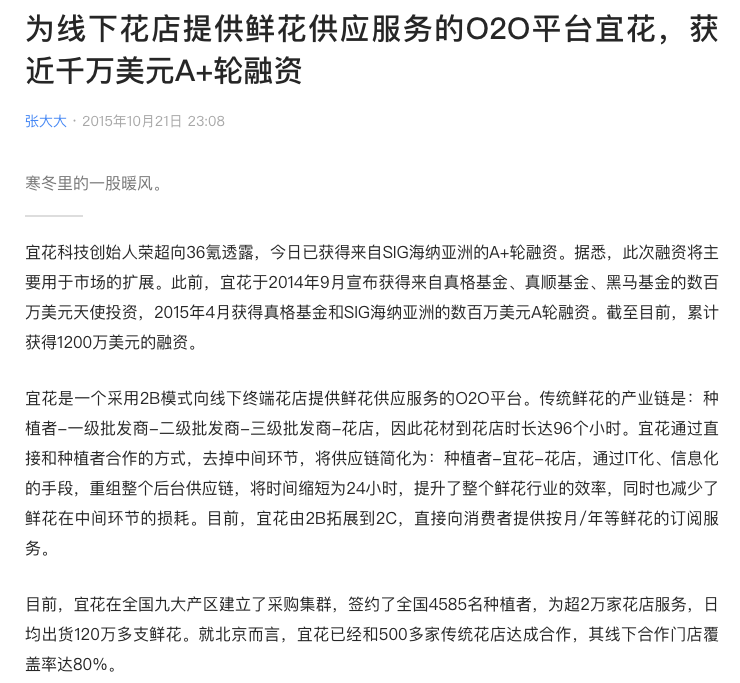 为线下花店提供鲜花供应服务的O2O平台宜花，获
近千万美元A+轮融资
张大大 · 2015年10月21日 23:08
寒冬里的一股暖风。
宜花科技创始人荣超向36氪透露，今日已获得来自SIG海纳亚洲的A+轮融资。据悉，此次融资将主
要用于市场的扩展。此前，宜花于2014年9月宣布获得来自真格基金、真顺基金、黑马基金的数百
万美元天使投资，2015年4月获得真格基金和SIG海纳亚洲的数百万美元A轮融资。截至目前，累计
获得1200万美元的融资。
宜花是一个采用2B模式向线下终端花店提供鲜花供应服务的O2O平台。传统鲜花的产业链是：种
植者–一级批发商–二级批发商–三级批发商–花店，因此花材到花店时长达96个小时。宜花通过直
接和种植者合作的方式，去掉中间环节，将供应链简化为：种植者–宜花–花店，通过IT化、信息化
的手段，重组整个后台供应链，将时间缩短为24小时，提升了整个鲜花行业的效率，同时也减少了
鲜花在中间环节的损耗。目前，宜花由2B拓展到2C，直接向消费者提供按月/年等鲜花的订阅服
务。
目前，宜花在全国九大产区建立了采购集群，签约了全国4585名种植者，为超2万家花店服务，日
均出货120万多支鲜花。就北京而言，宜花已经和500多家传统花店达成合作，其线下合作门店覆
盖率达80%。